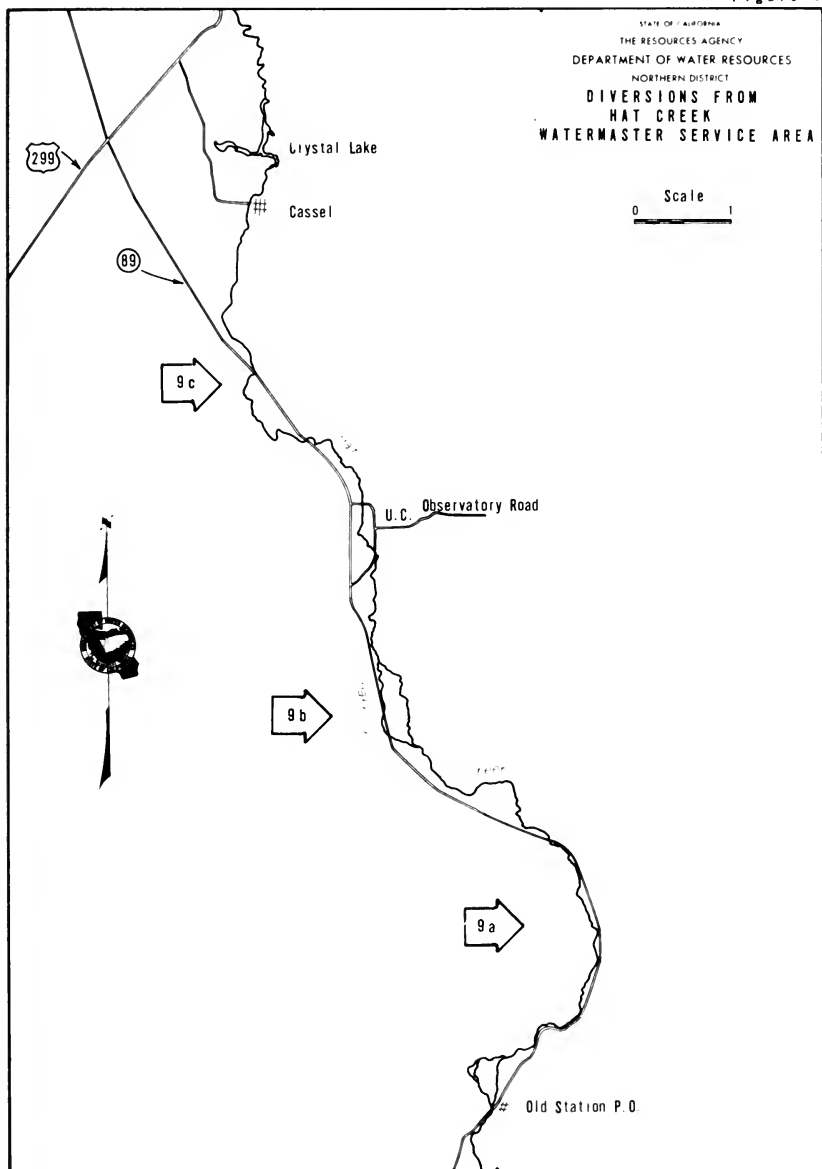 STATE OF CALIFORNIA
THE RESOURCES AGENCY
DEPARTMENT OF WATER RESOURCES
NORTHERN DISTRICT
DIVERSIONS FROM
HAT CREEK
WATERMASTER SERVICE AREA
Scale
0 1
299
Crystal Lake
Cassel
89
9c
U.C. Observatory Road
N
9b
9a
Old Station P.O.